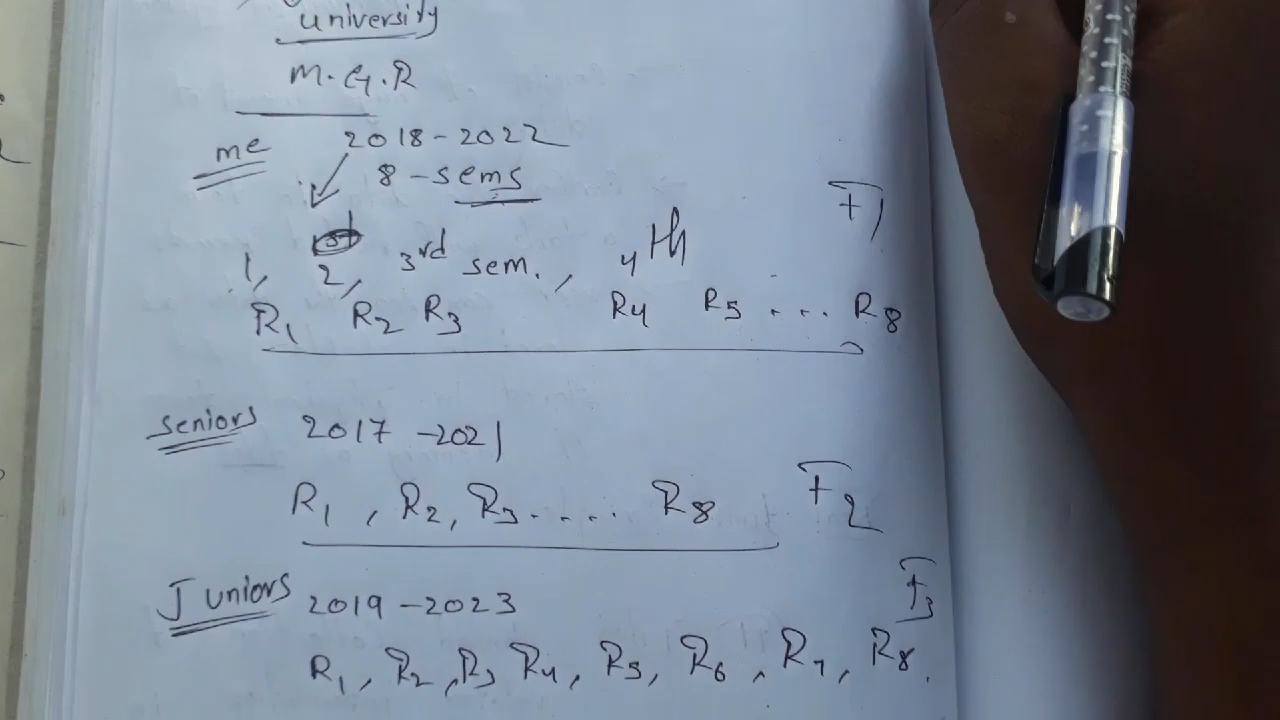 university
M.G.R
me 2018-2022
8-sems
1, 2, 3rd sem., 4th F1
R1 R2 R3 R4 R5 .... R8
seniors 2017-2021
R1, R2, R3..... R8 F2
Juniors 2019-2023 F3
R1, R2, R3 R4, R5, R6, R7, R8.